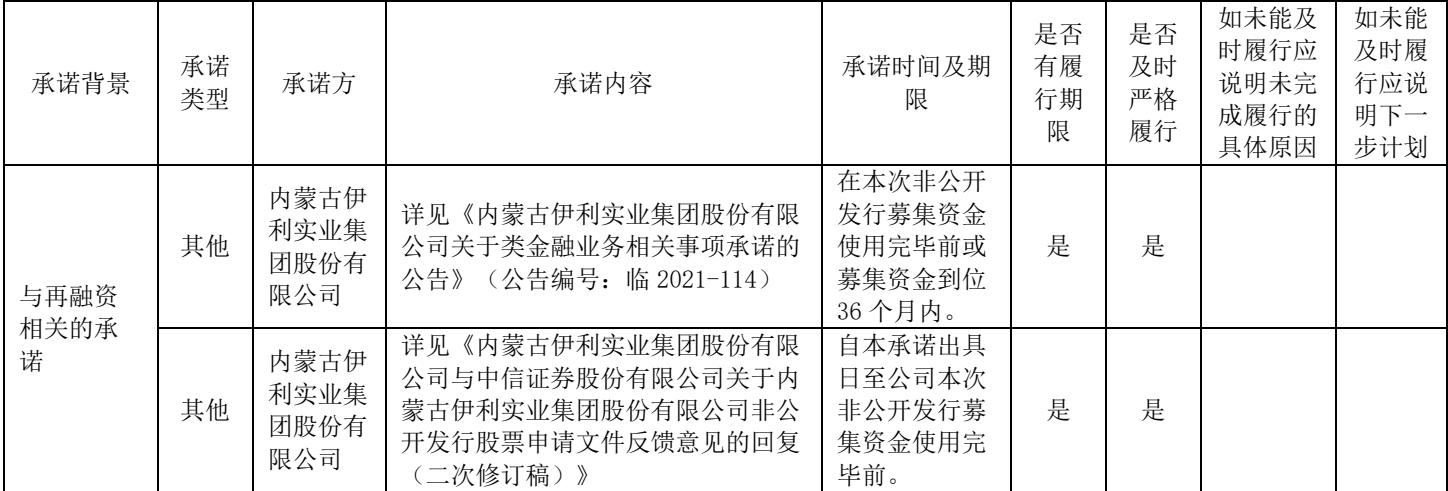 承诺背景
承诺
类型
承诺方
承诺内容
承诺时间及期
限
是否
有履
行期
限
是否
及时
严格
履行
如未能及
时履行应
说明未完
成履行的
具体原因
如未能
及时履
行应说
明下一
步计划
与再融资
相关的承
诺
其他
内蒙古伊
利实业集
团股份有
限公司
详见《内蒙古伊利实业集团股份有限
公司关于类金融业务相关事项承诺的
公告》（公告编号：临 2021-114）
在本次非公开
发行募集资金
使用完毕前或
募集资金到位
36 个月内。
是
是
其他
内蒙古伊
利实业集
团股份有
限公司
详见《内蒙古伊利实业集团股份有限
公司与中信证券股份有限公司关于内
蒙古伊利实业集团股份有限公司非公
开发行股票申请文件反馈意见的回复
（二次修订稿）》
自本承诺出具
日至公司本次
非公开发行募
集资金使用完
毕前。
是
是